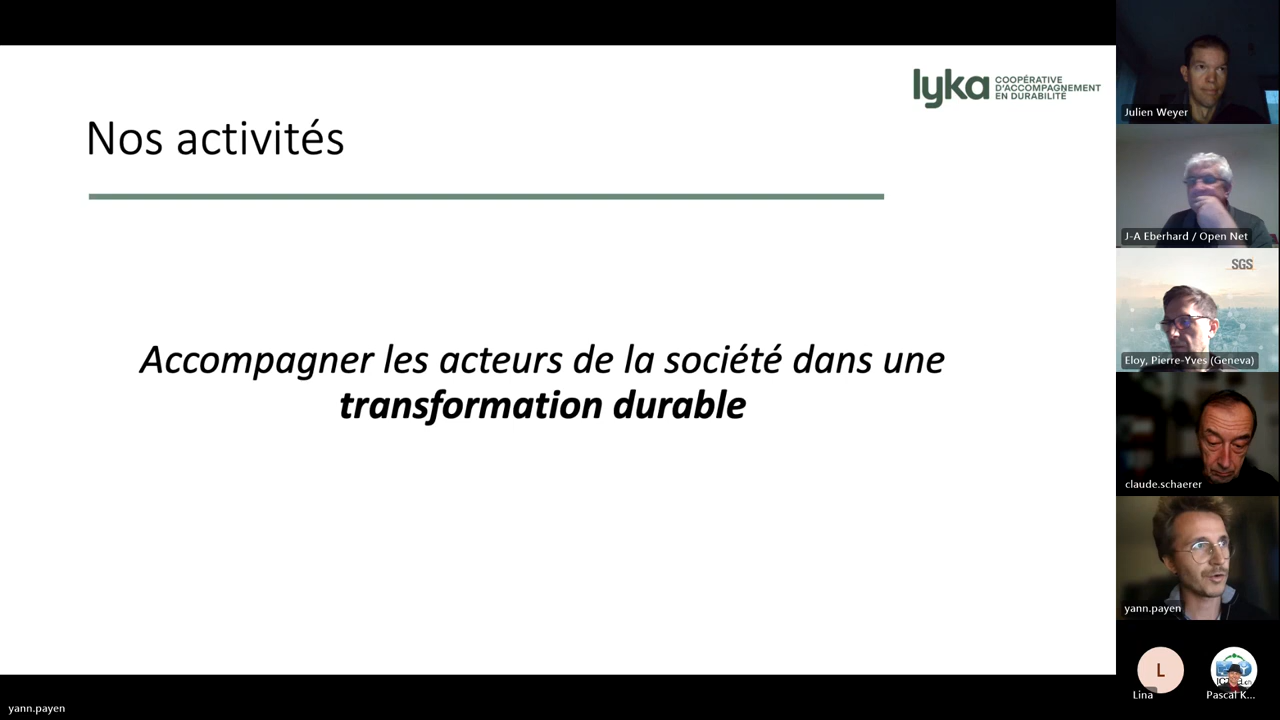 lyka COOPÉRATIVE
D'ACCOMPAGNEMENT
EN DURABILITÉ
Nos activités
Accompagner les acteurs de la société dans une
transformation durable
yann.payen
Julien Weyer
J-A Eberhard / Open Net
SGS
Eloy, Pierre-Yves (Geneva)
claude.schaerer
yann.payen
L
Lina
Pascal K...